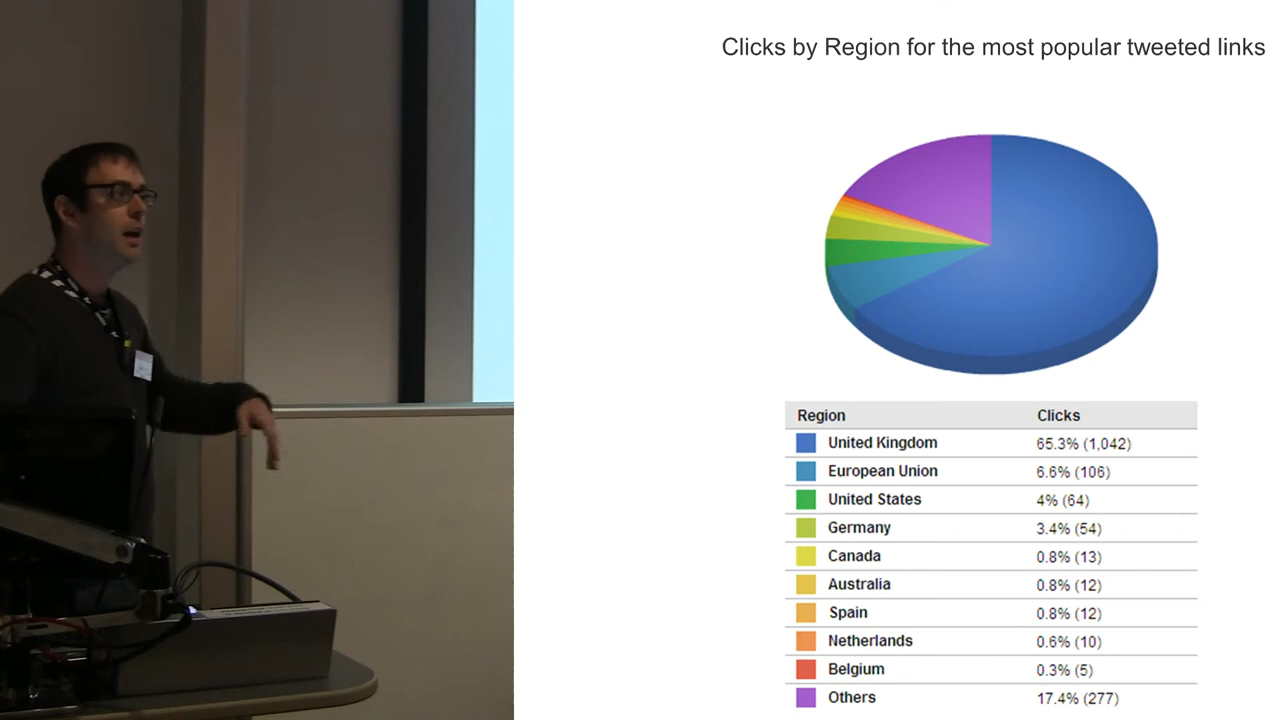 Clicks by Region for the most popular tweeted links
Region Clicks
United Kingdom 65.3% (1,042)
European Union 6.6% (106)
United States 4% (64)
Germany 3.4% (54)
Canada 0.8% (13)
Australia 0.8% (12)
Spain 0.8% (12)
Netherlands 0.6% (10)
Belgium 0.3% (5)
Others 17.4% (277)